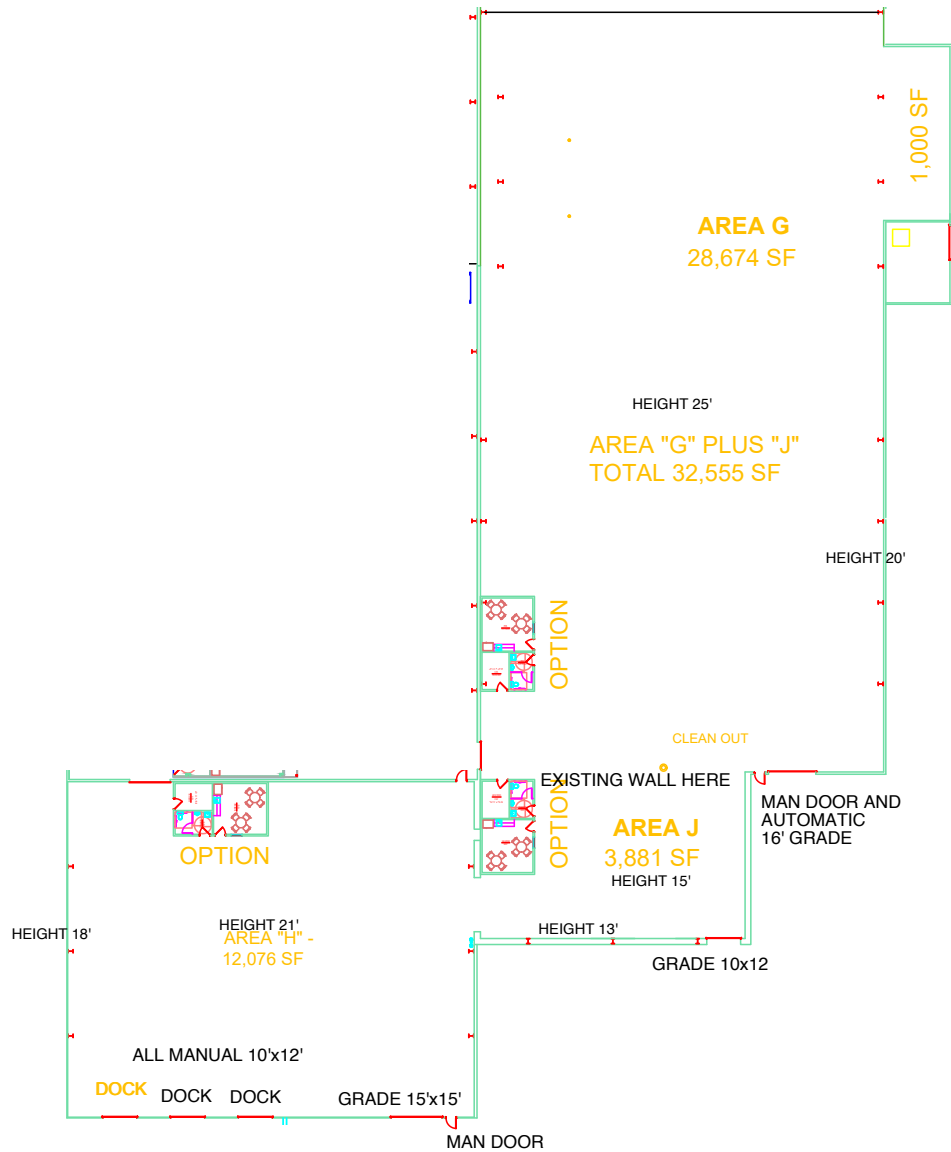 1,000 SF
AREA G
28,674 SF
HEIGHT 25'
AREA "G" PLUS "J"
TOTAL 32,555 SF
HEIGHT 20'
OPTION
CLEAN OUT
EXISTING WALL HERE
MAN DOOR AND
AUTOMATIC
16' GRADE
OPTION
AREA J
3,881 SF
HEIGHT 15'
OPTION
HEIGHT 18'
HEIGHT 21'
AREA "H" -
12,076 SF
HEIGHT 13'
GRADE 10x12
ALL MANUAL 10'x12'
DOCK
DOCK
DOCK
GRADE 15'x15'
MAN DOOR